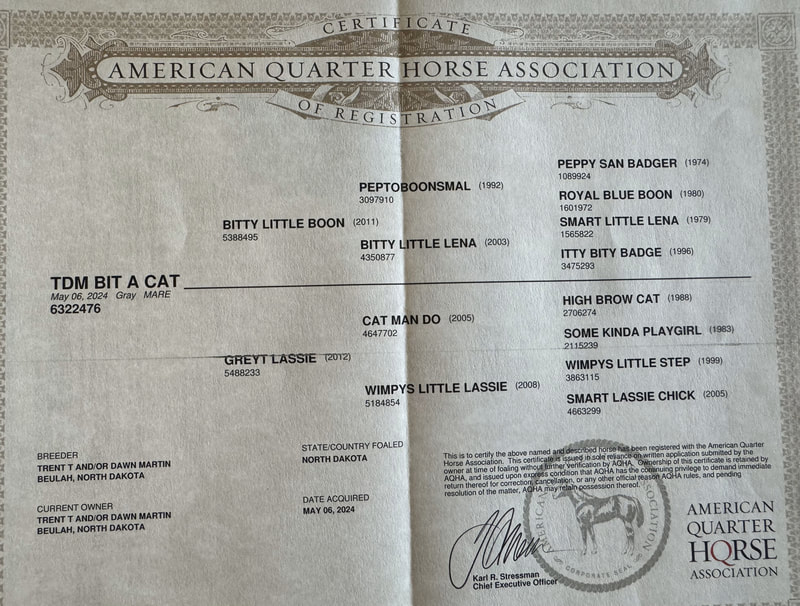 CERTIFICATE
AMERICAN QUARTER HORSE ASSOCIATION
OF REGISTRATION
PEPPY SAN BADGER (1974)
1089924
PEPTOBOONSMAL (1992)
3097910
ROYAL BLUE BOON (1980)
1601972
BITTY LITTLE BOON (2011)
5388495
SMART LITTLE LENA (1979)
1565822
BITTY LITTLE LENA (2003)
4350877
ITTY BITY BADGE (1996)
3475293
TDM BIT A CAT
May 06, 2024 Gray MARE
6322476
HIGH BROW CAT (1988)
2706274
CAT MAN DO (2005)
4647702
SOME KINDA PLAYGIRL (1983)
2115239
GREYT LASSIE (2012)
5488233
WIMPYS LITTLE STEP (1999)
3863115
WIMPYS LITTLE LASSIE (2008)
5184854
SMART LASSIE CHICK (2005)
4663299
BREEDER
TRENT T AND/OR DAWN MARTIN
BEULAH, NORTH DAKOTA
STATE/COUNTRY FOALED
NORTH DAKOTA
CURRENT OWNER
TRENT T AND/OR DAWN MARTIN
BEULAH, NORTH DAKOTA
DATE ACQUIRED
MAY 06, 2024
This is to certify the above named and described horse has been registered with the American Quarter
Horse Association. This certificate is issued in sole reliance on written application submitted by the
owner at time of foaling without further verification by AQHA. Ownership of this certificate is retained by
AQHA, and issued upon express condition that AQHA has the continuing privilege to demand immediate
return thereof for correction, cancellation, or any other official reason AQHA rules, and pending
resolution of the matter, AQHA may retain possession thereof.
Karl R. Stressman
Chief Executive Officer
AMERICAN QUARTER HORSE ASSOCIATION
CORPORATE SEAL
AMERICAN
QUARTER
HORSE
ASSOCIATION